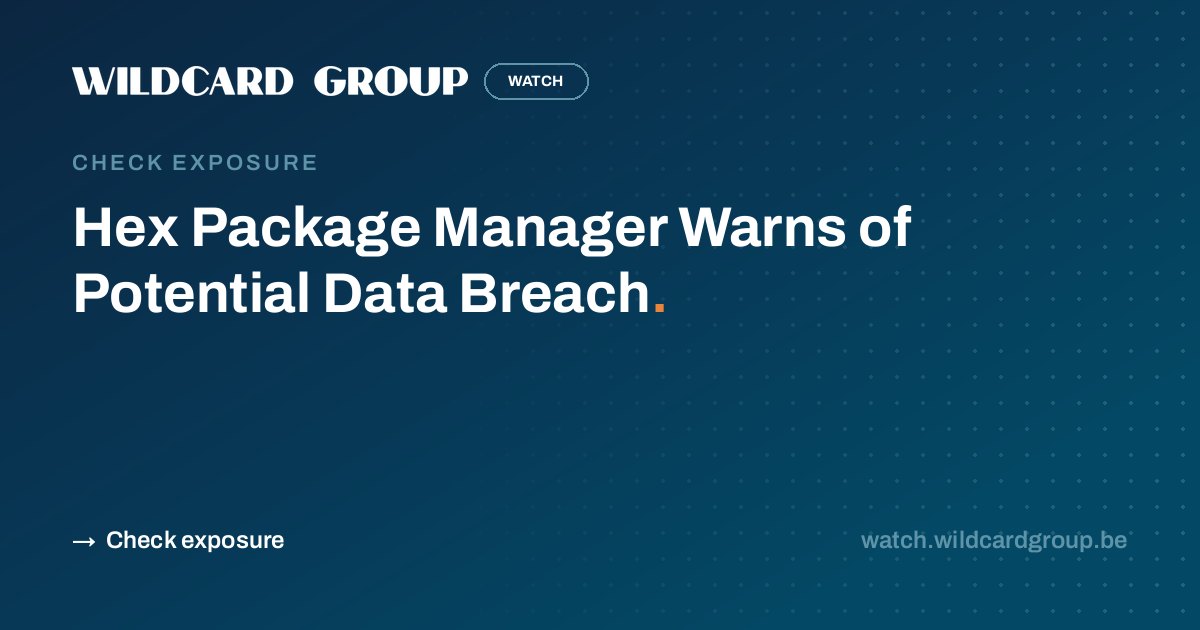 WILDCARD GROUP WATCH
CHECK EXPOSURE
Hex Package Manager Warns of
Potential Data Breach.
→ Check exposure
watch.wildcardgroup.be